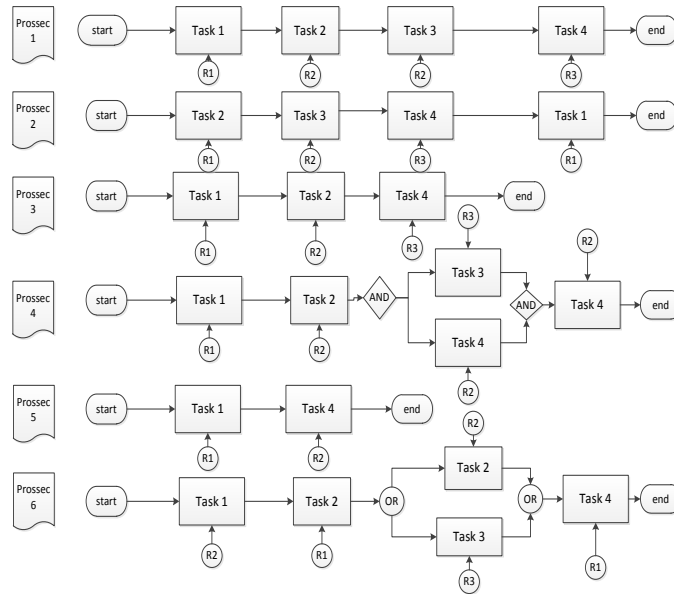 Prossec
1
start
Task 1
Task 2
Task 3
Task 4
end
R1
R2
R2
R3
Prossec
2
start
Task 2
Task 3
Task 4
Task 1
end
R1
R2
R3
R1
Prossec
3
start
Task 1
Task 2
Task 4
end
R1
R2
R3
Prossec
4
start
Task 1
Task 2
AND
R3
Task 3
Task 4
R2
AND
R2
Task 4
end
R1
R2
Prossec
5
start
Task 1
Task 4
end
R1
R2
Prossec
6
start
Task 1
Task 2
OR
R2
Task 2
Task 3
R3
OR
Task 4
end
R2
R1
R1